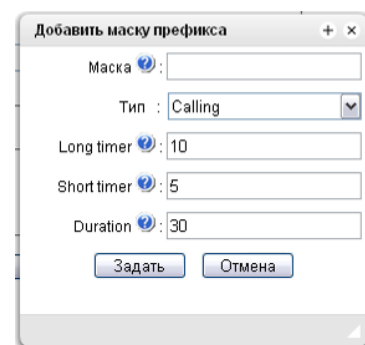 Добавить маску префикса + ×
Маска ? :
Тип : Calling
Long timer ? : 10
Short timer ? : 5
Duration ? : 30
Задать Отмена